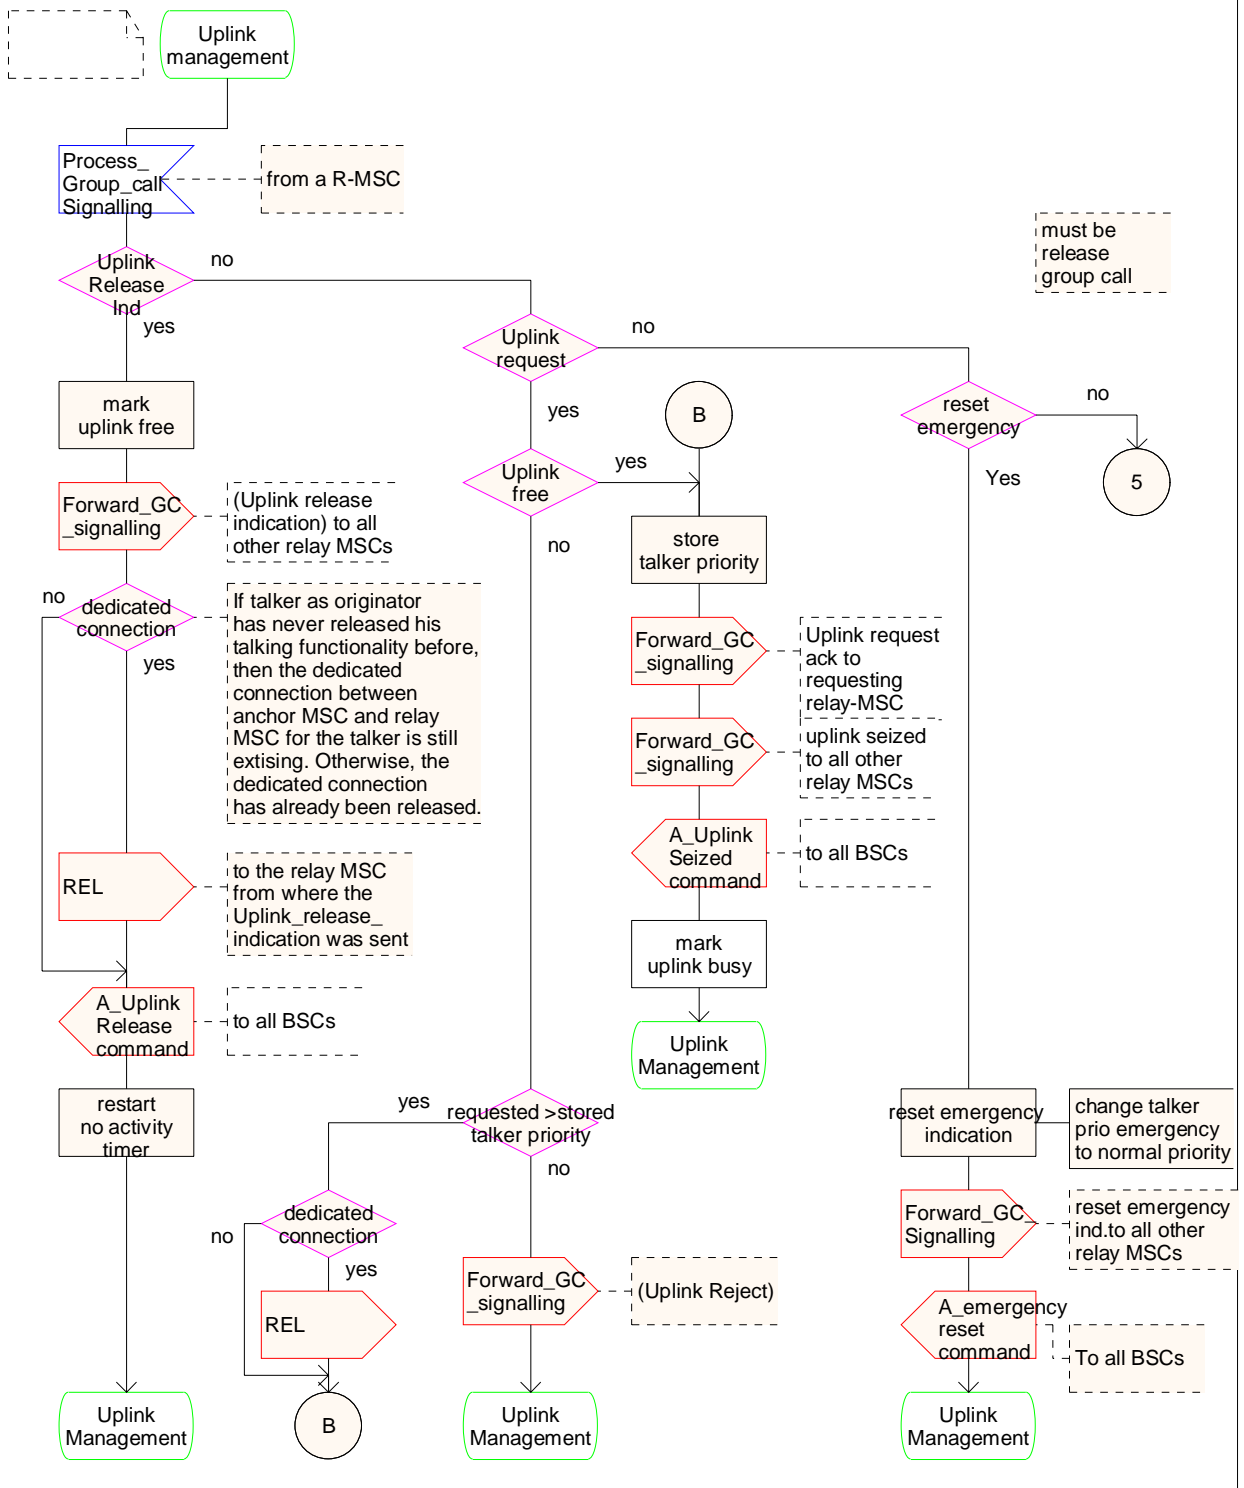 Uplink
management
Process_
Group_call
Signalling
from a R-MSC
must be
release
group call
Uplink
Release
Ind
no
yes
Uplink
request
no
yes
reset
emergency
no
Yes
5
mark
uplink free
B
Uplink
free
yes
no
Forward_GC
_signalling
(Uplink release
indication) to all
other relay MSCs
store
talker priority
no
dedicated
connection
yes
If talker as originator
has never released his
talking functionality before,
then the dedicated
connection between
anchor MSC and relay
MSC for the talker is still
extising. Otherwise, the
dedicated connection
has already been released.
Forward_GC
_signalling
Uplink request
ack to
requesting
relay-MSC
Forward_GC
_signalling
uplink seized
to all other
relay MSCs
A_Uplink
Seized
command
to all BSCs
REL
to the relay MSC
from where the
Uplink_release_
indication was sent
mark
uplink busy
A_Uplink
Release
command
to all BSCs
Uplink
Management
restart
no activity
timer
yes
requested >stored
talker priority
no
reset emergency
indication
change talker
prio emergency
to normal priority
no
dedicated
connection
yes
Forward_GC_
Signalling
reset emergency
ind.to all other
relay MSCs
REL
Forward_GC
_signalling
(Uplink Reject)
A_emergency
reset
command
To all BSCs
Uplink
Management
B
Uplink
Management
Uplink
Management